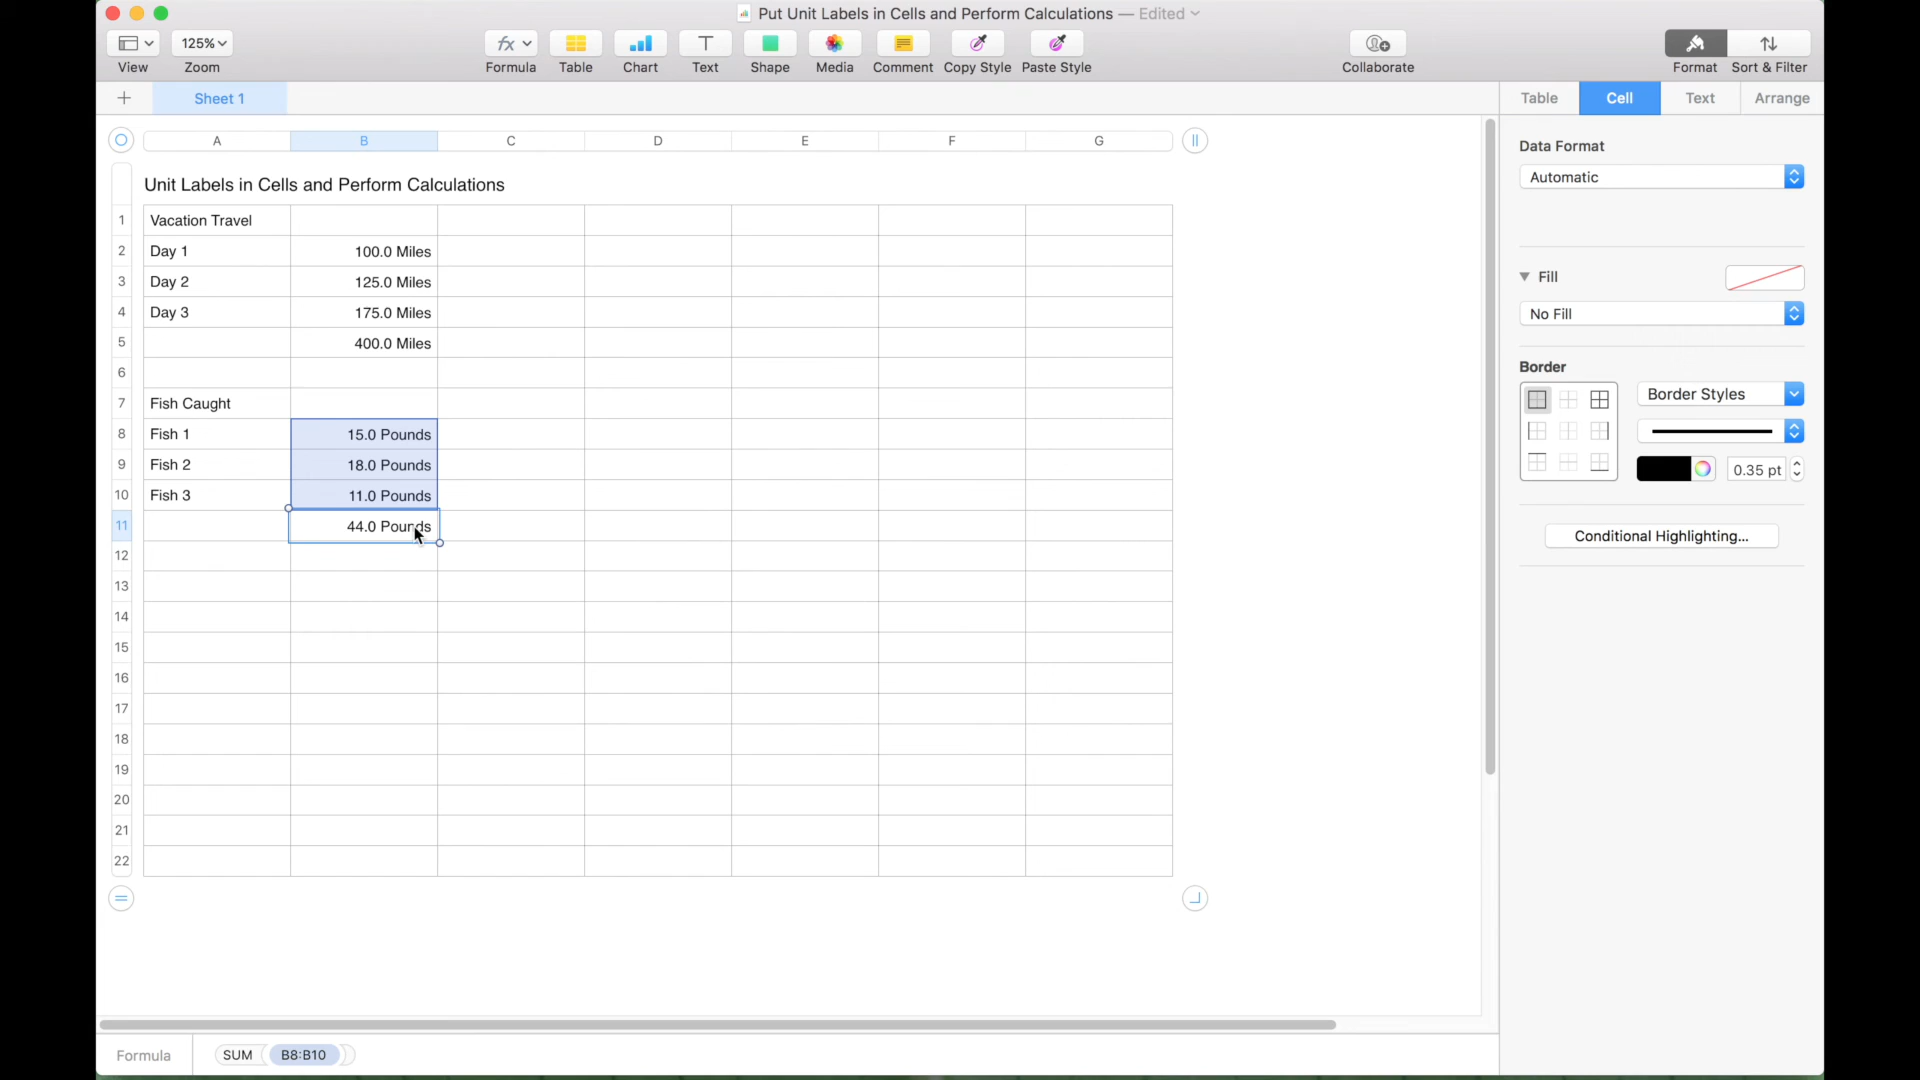 Put Unit Labels in Cells and Perform Calculations — Edited
125%
View
Zoom
Formula
Table
Chart
Text
Shape
Media
Comment
Copy Style
Paste Style
Collaborate
Format
Sort & Filter
Sheet 1
Table
Cell
Text
Arrange
A B C D E F G
Unit Labels in Cells and Perform Calculations
1 Vacation Travel
2 Day 1 100.0 Miles
3 Day 2 125.0 Miles
4 Day 3 175.0 Miles
5 400.0 Miles
6
7 Fish Caught
8 Fish 1 15.0 Pounds
9 Fish 2 18.0 Pounds
10 Fish 3 11.0 Pounds
11 44.0 Pounds
12
13
14
15
16
17
18
19
20
21
22
Data Format
Automatic
Fill
No Fill
Border
Border Styles
0.35 pt
Conditional Highlighting...
Formula
SUM B8:B10